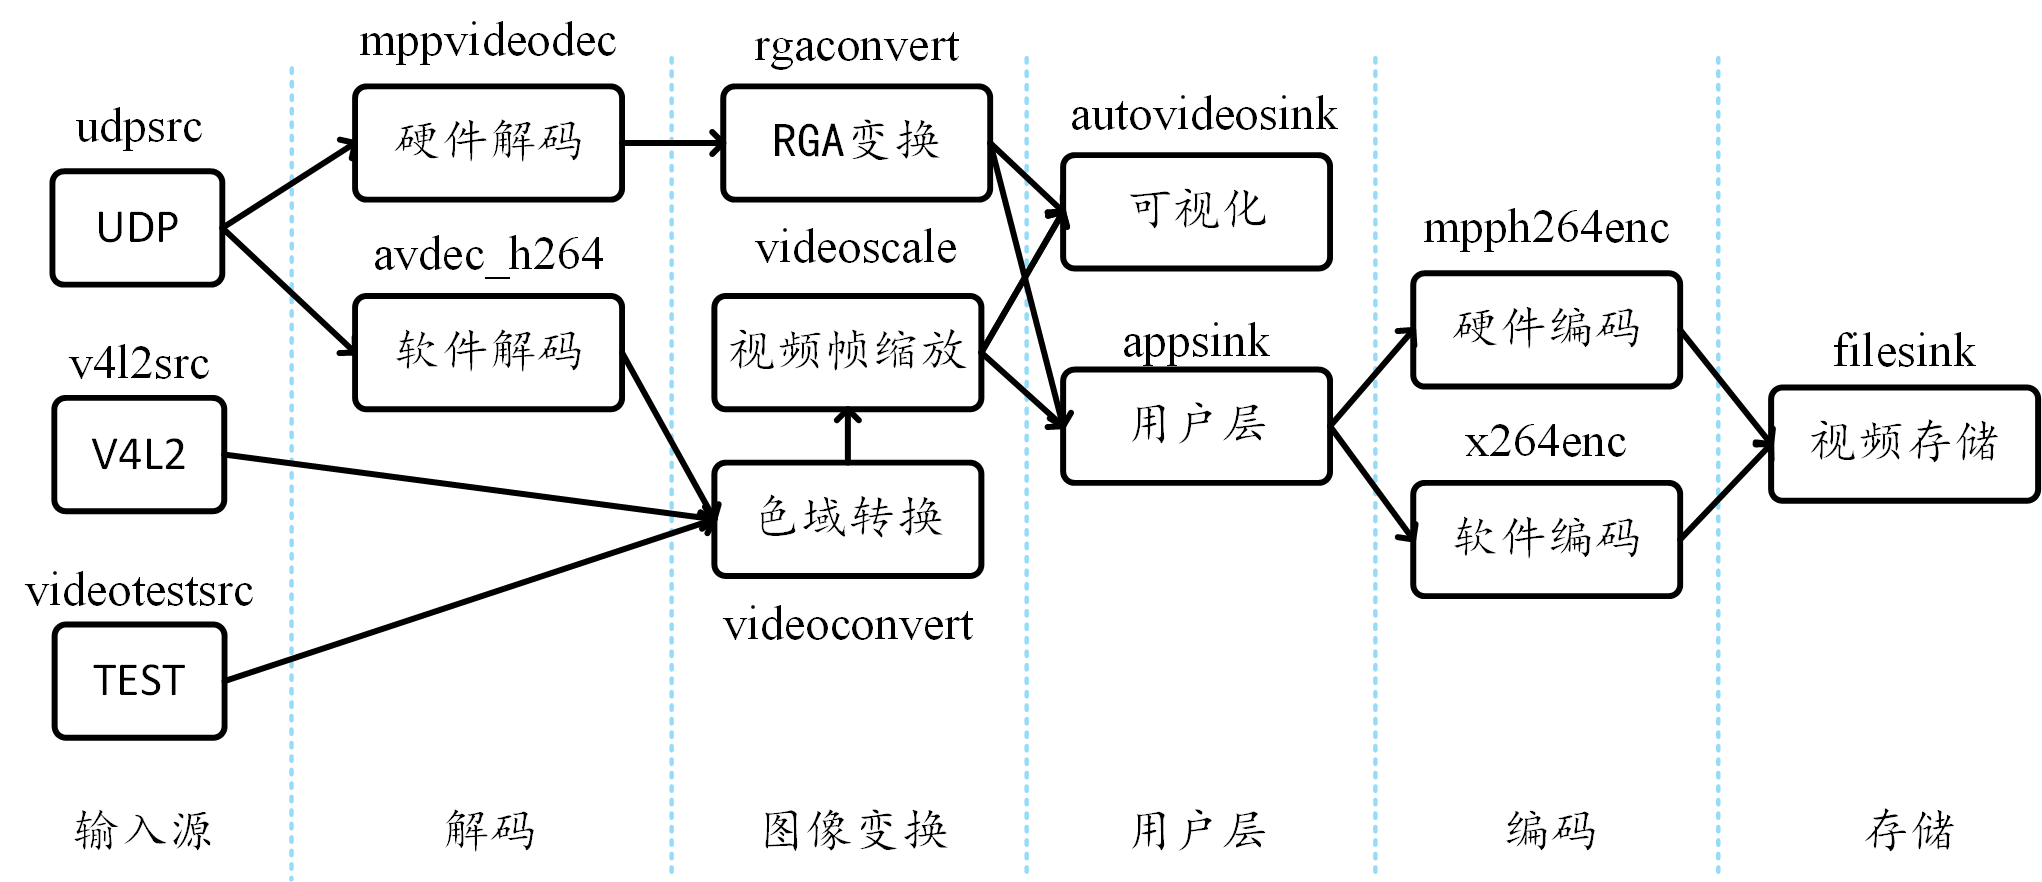 udpsrc
UDP
v4l2src
V4L2
videotestsrc
TEST
输入源
mppvideodec
硬件解码
avdec_h264
软件解码
解码
rgaconvert
RGA变换
videoscale
视频帧缩放
色域转换
videoconvert
图像变换
autovideosink
可视化
appsink
用户层
用户层
mpph264enc
硬件编码
x264enc
软件编码
编码
filesink
视频存储
存储